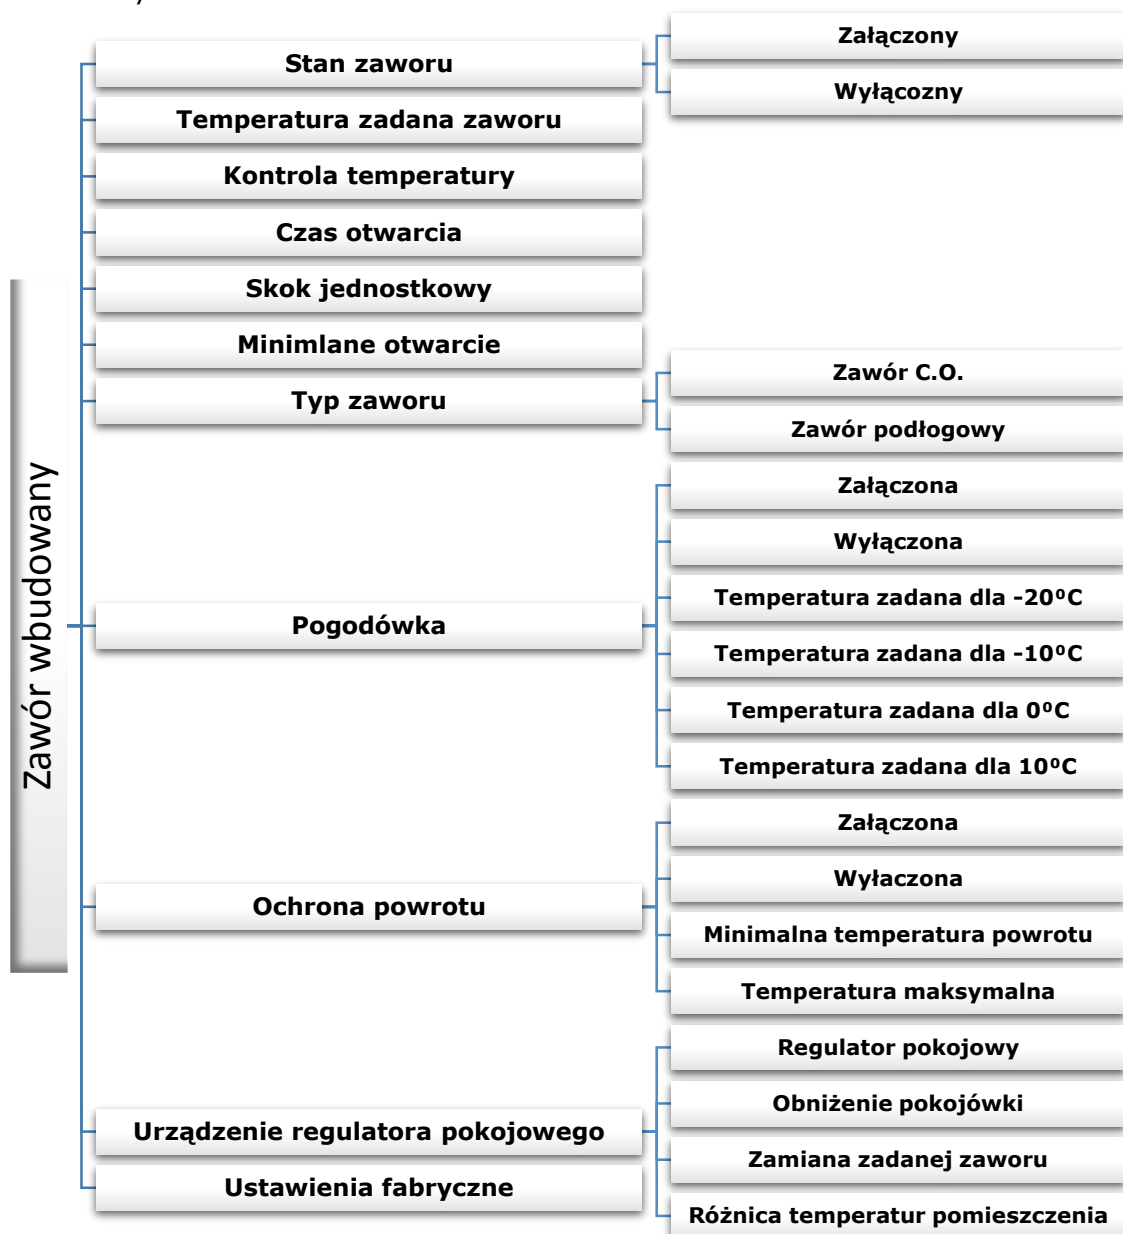 Zawór wbudowany
Stan zaworu
Załączony
Wyłącozny
Temperatura zadana zaworu
Kontrola temperatury
Czas otwarcia
Skok jednostkowy
Minimlane otwarcie
Typ zaworu
Zawór C.O.
Zawór podłogowy
Pogodówka
Załączona
Wyłączona
Temperatura zadana dla -20ºC
Temperatura zadana dla -10ºC
Temperatura zadana dla 0ºC
Temperatura zadana dla 10ºC
Ochrona powrotu
Załączona
Wyłaczona
Minimalna temperatura powrotu
Temperatura maksymalna
Urządzenie regulatora pokojowego
Regulator pokojowy
Obniżenie pokojówki
Zamiana zadanej zaworu
Różnica temperatur pomieszczenia
Ustawienia fabryczne